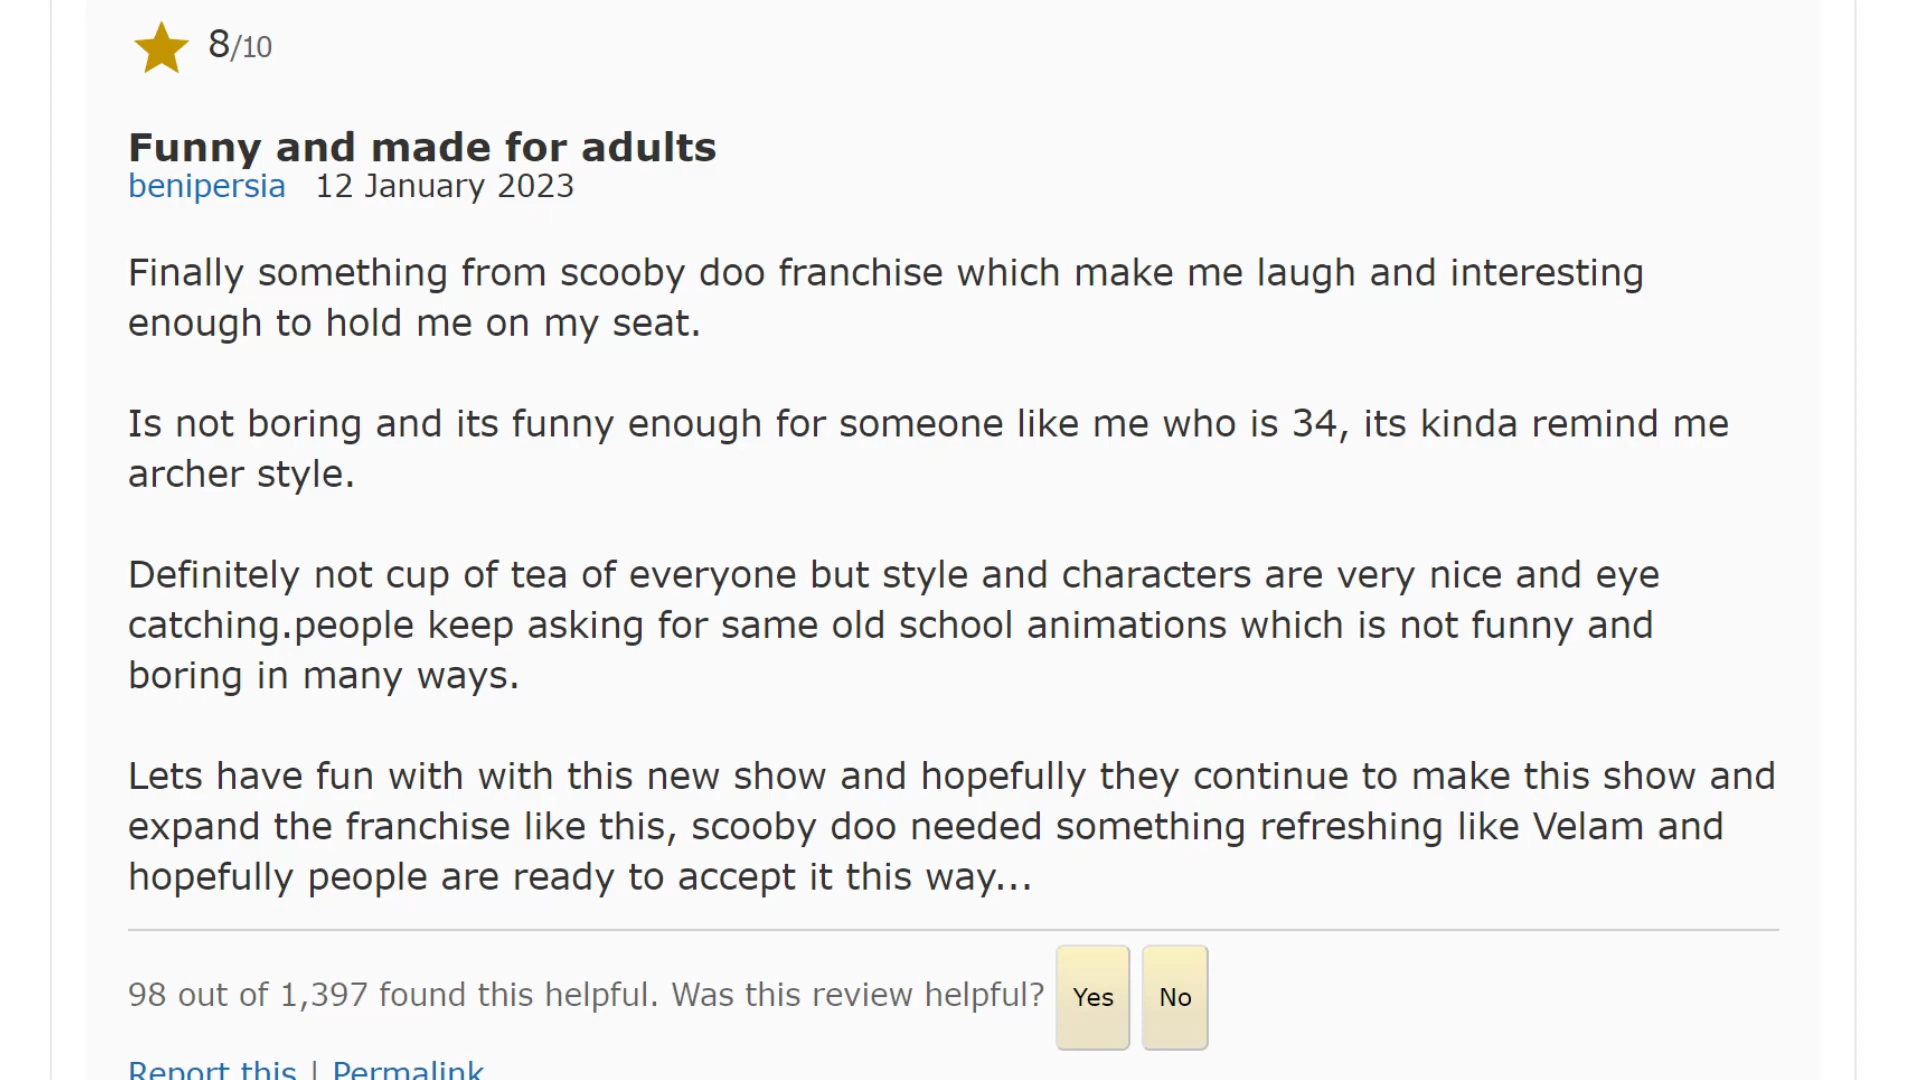 8/10
Funny and made for adults
benipersia 12 January 2023
Finally something from scooby doo franchise which make me laugh and interesting
enough to hold me on my seat.
Is not boring and its funny enough for someone like me who is 34, its kinda remind me
archer style.
Definitely not cup of tea of everyone but style and characters are very nice and eye
catching.people keep asking for same old school animations which is not funny and
boring in many ways.
Lets have fun with with this new show and hopefully they continue to make this show and
expand the franchise like this, scooby doo needed something refreshing like Velam and
hopefully people are ready to accept it this way...
98 out of 1,397 found this helpful. Was this review helpful? Yes No
Report this | Permalink